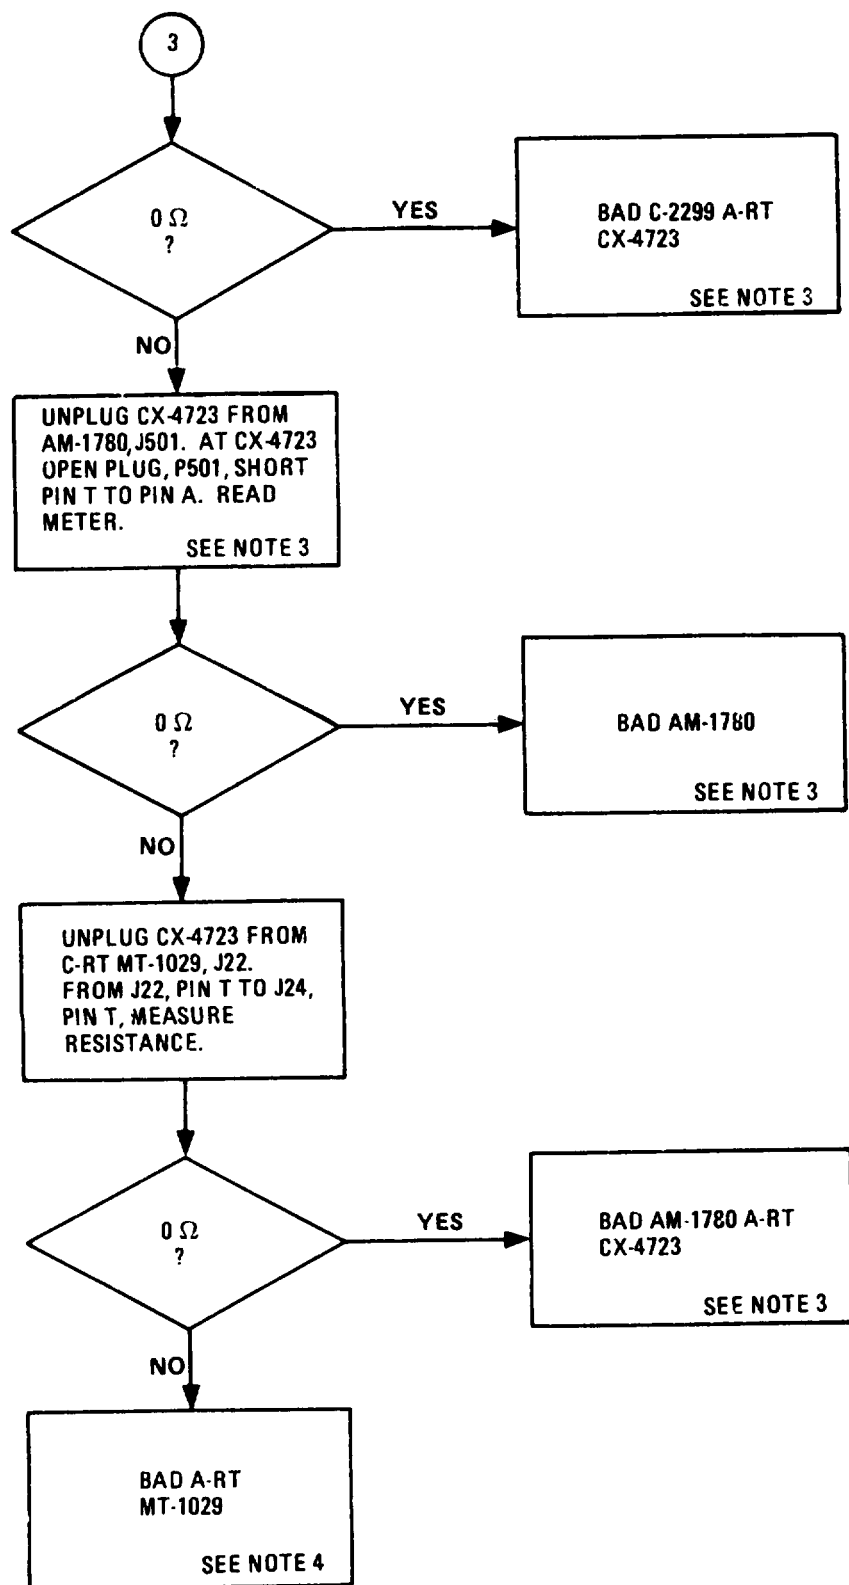 3
0 Ω
?
YES
BAD C-2299 A-RT
CX-4723
SEE NOTE 3
NO
UNPLUG CX-4723 FROM
AM-1780, J501. AT CX-4723
OPEN PLUG, P501, SHORT
PIN T TO PIN A. READ
METER.
SEE NOTE 3
0 Ω
?
YES
BAD AM-1780
SEE NOTE 3
NO
UNPLUG CX-4723 FROM
C-RT MT-1029, J22.
FROM J22, PIN T TO J24,
PIN T, MEASURE
RESISTANCE.
0 Ω
?
YES
BAD AM-1780 A-RT
CX-4723
SEE NOTE 3
NO
BAD A-RT
MT-1029
SEE NOTE 4